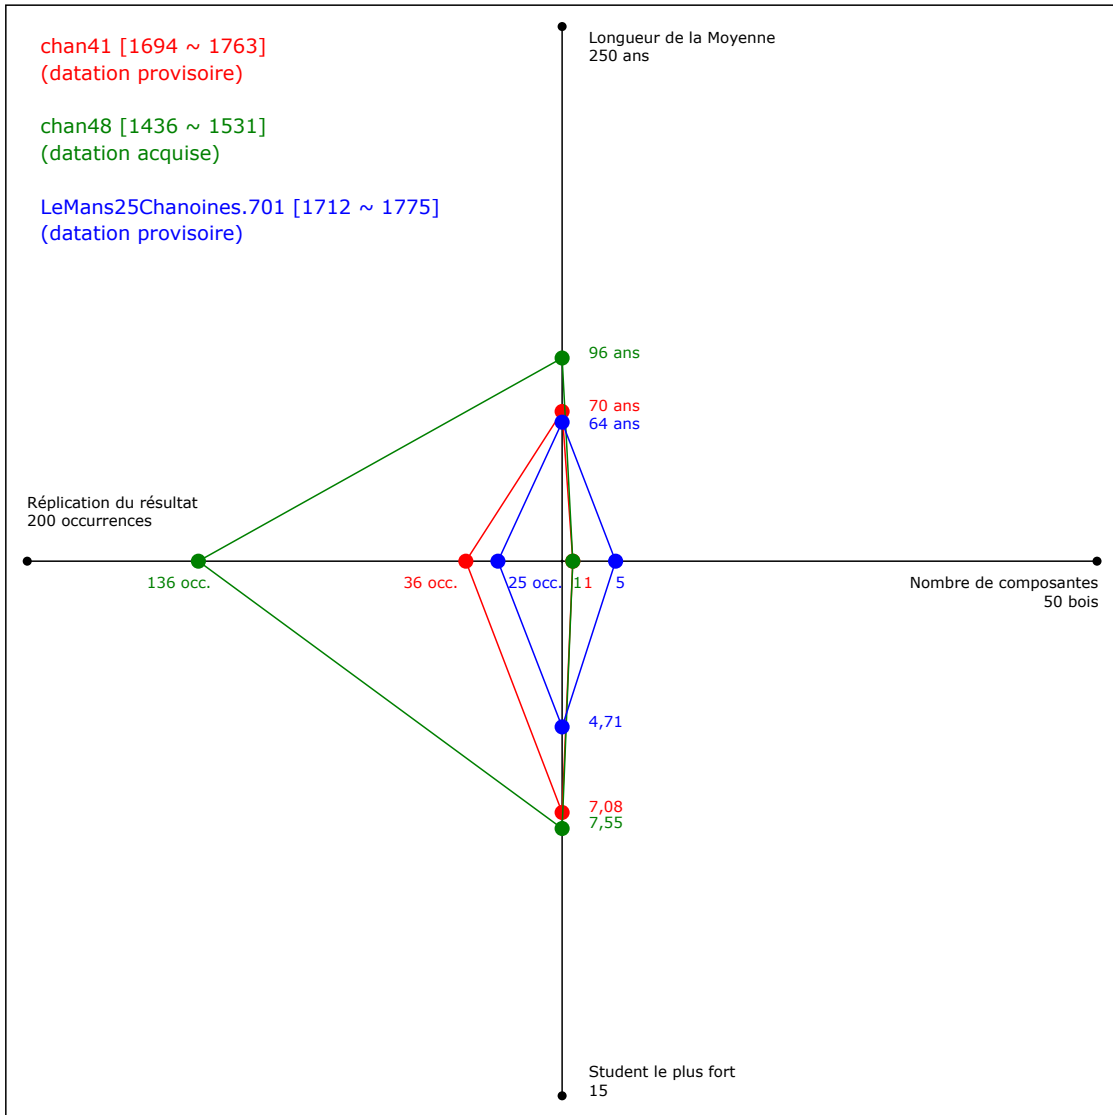 chan41 [1694 ~ 1763]
(datation provisoire)
chan48 [1436 ~ 1531]
(datation acquise)
LeMans25Chanoines.701 [1712 ~ 1775]
(datation provisoire)
Longueur de la Moyenne
250 ans
96 ans
70 ans
64 ans
Réplication du résultat
200 occurrences
136 occ.
36 occ.
25 occ.
1
1
5
Nombre de composantes
50 bois
4,71
7,08
7,55
Student le plus fort
15